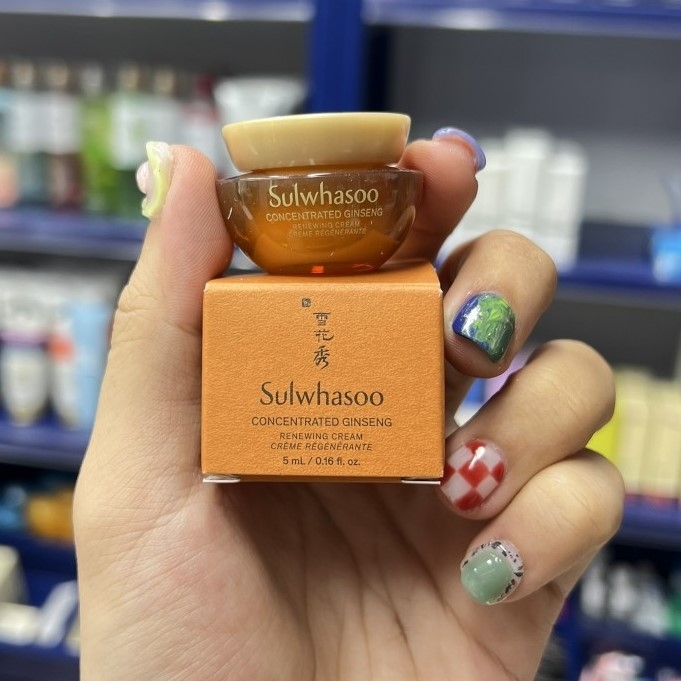 Sulwhasoo
CONCENTRATED GINSENG
RENEWING CREAM
CRÈME RÉGÉNÉRANTE
雪花秀
Sulwhasoo
CONCENTRATED GINSENG
RENEWING CREAM
CRÈME RÉGÉNÉRANTE
5 mL / 0.16 fl. oz.